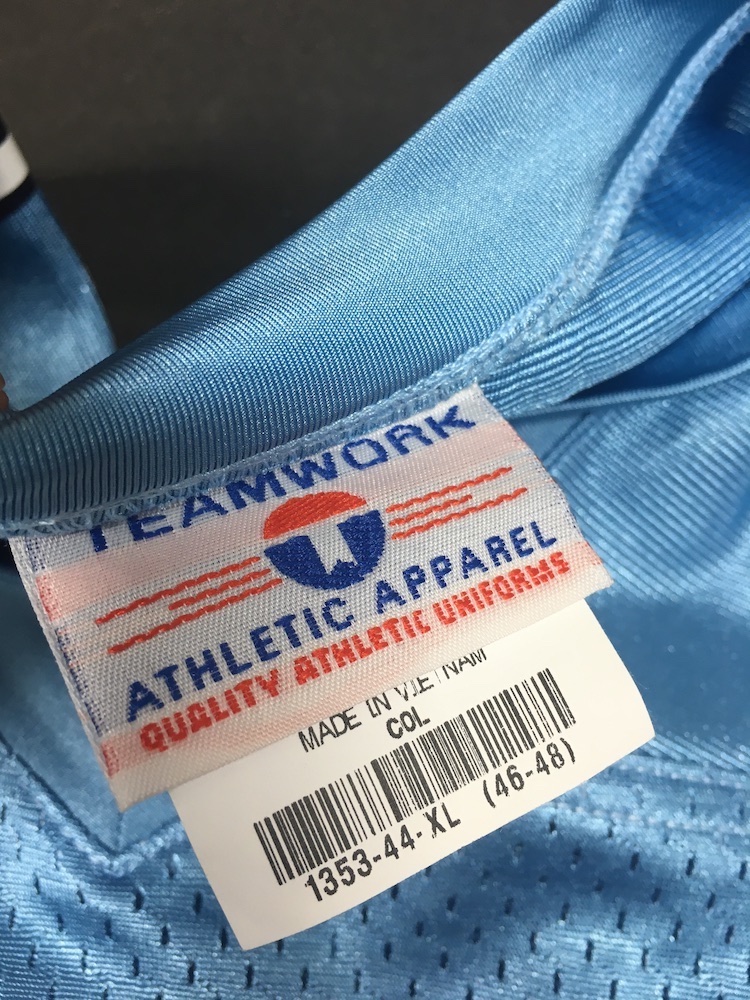 TEAMWORK
ATHLETIC APPAREL
QUALITY ATHLETIC UNIFORMS
MADE IN VIETNAM
COL
1353-44-XL (46-48)